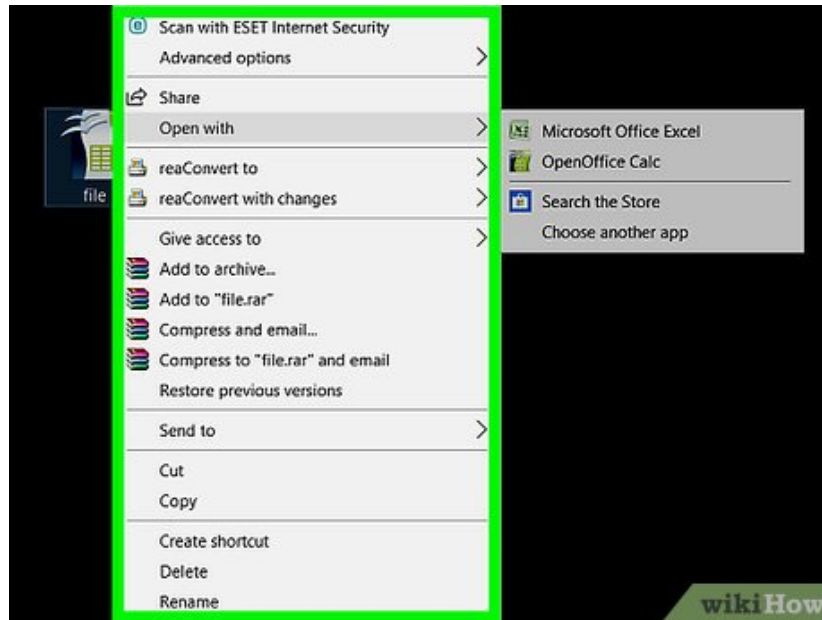 Scan with ESET Internet Security
Advanced options
Share
Open with
Microsoft Office Excel
OpenOffice Calc
Search the Store
Choose another app
file
reaConvert to
reaConvert with changes
Give access to
Add to archive...
Add to "file.rar"
Compress and email...
Compress to "file.rar" and email
Restore previous versions
Send to
Cut
Copy
Create shortcut
Delete
Rename
wikiHow